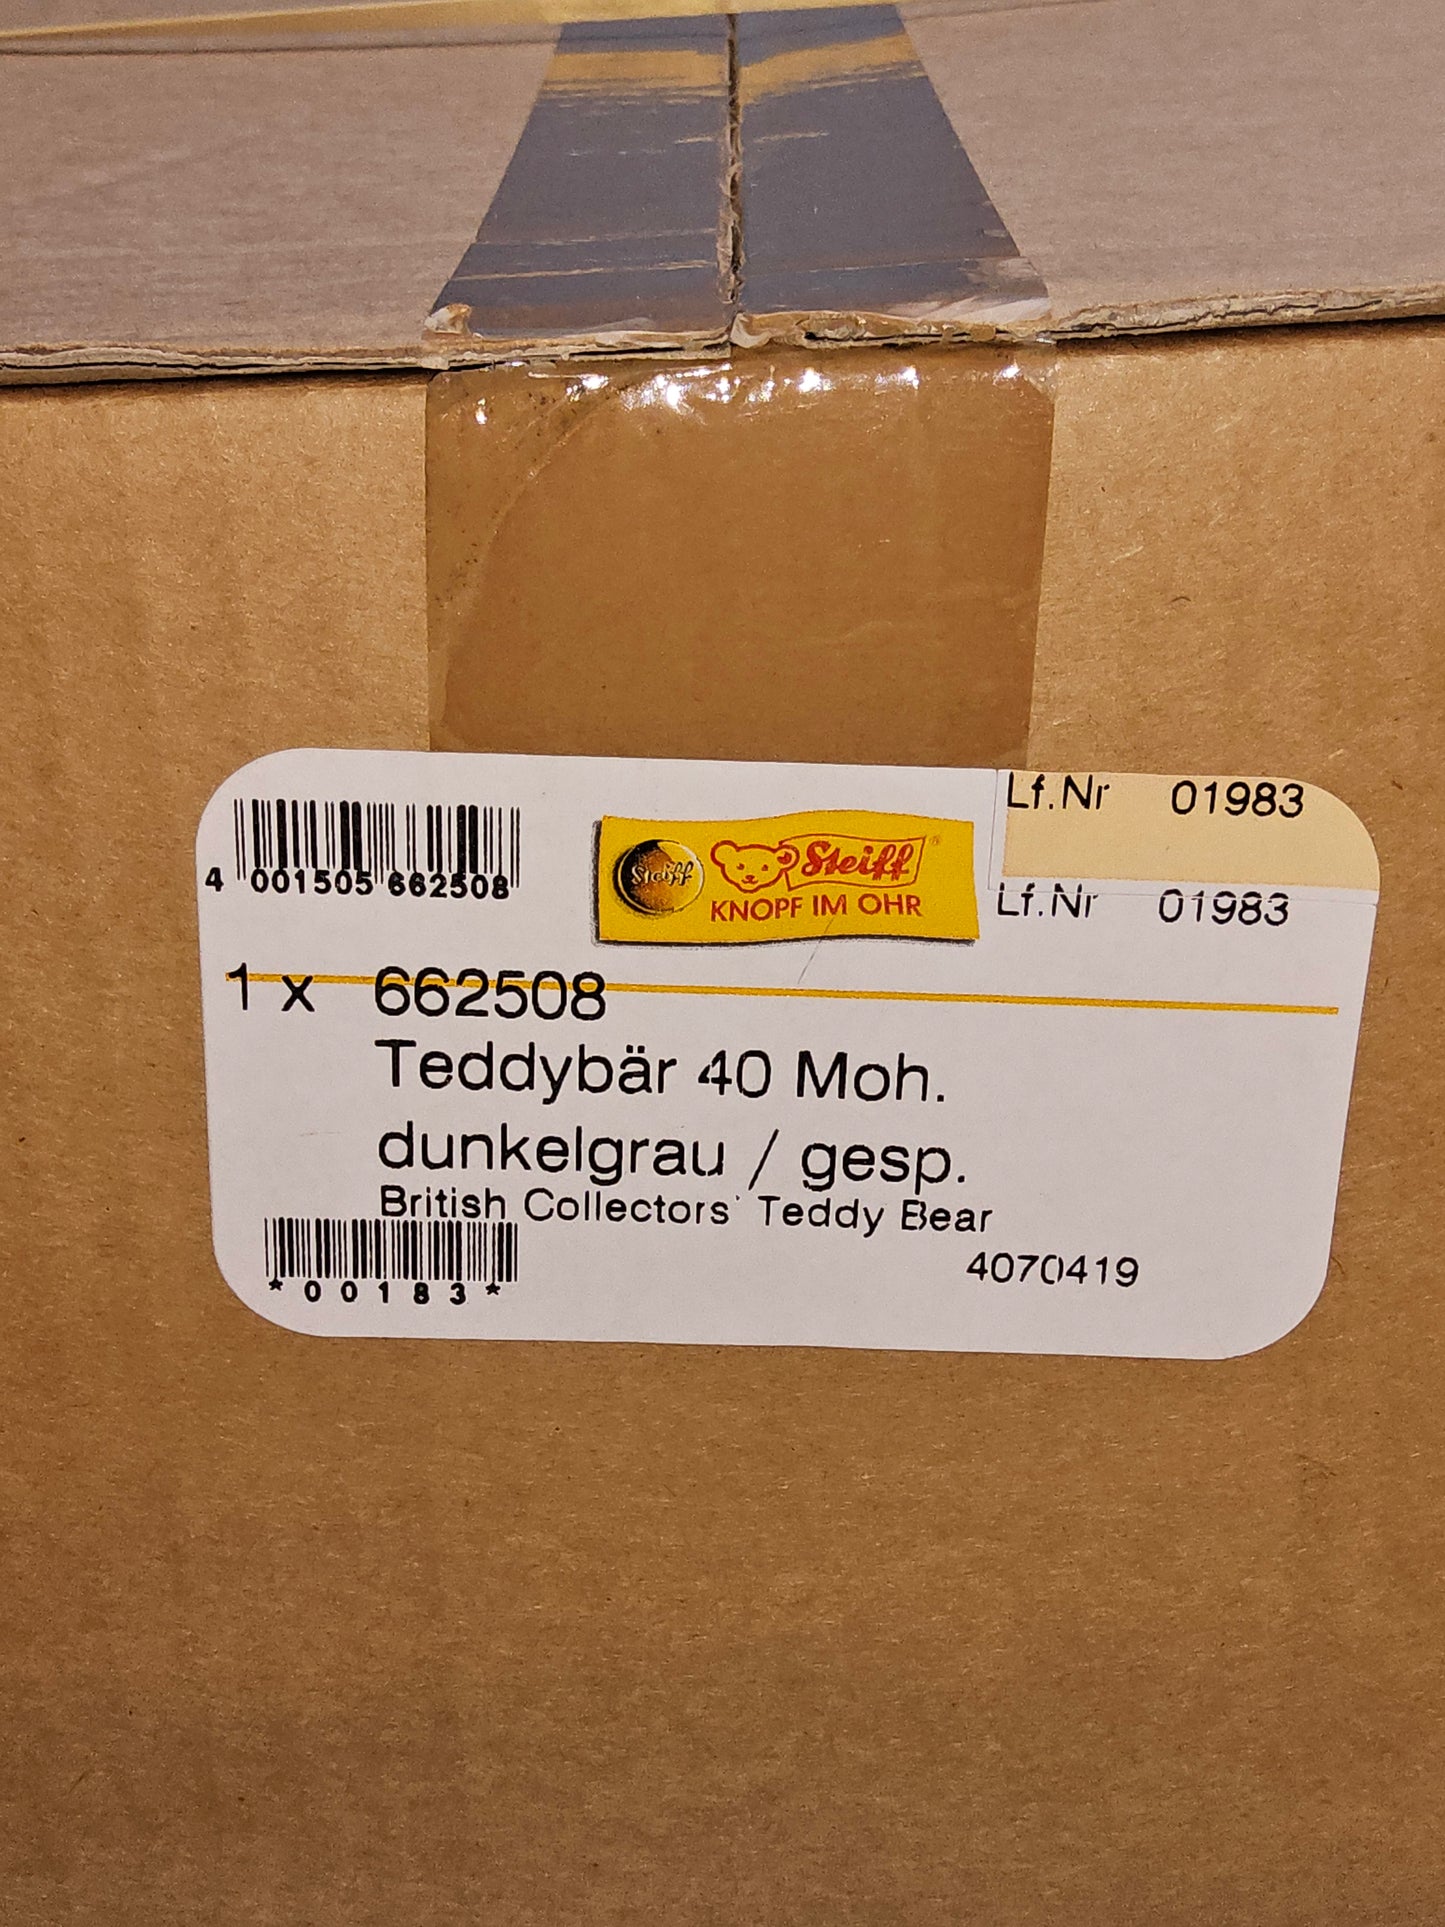 Lf.Nr 01983
4 001505 662508
Steiff
Steiff ®
KNOPF IM OHR
Lf.Nr 01983
1 x 662508
Teddybär 40 Moh.
dunkelgrau / gesp.
British Collectors' Teddy Bear
*00183*
4070419